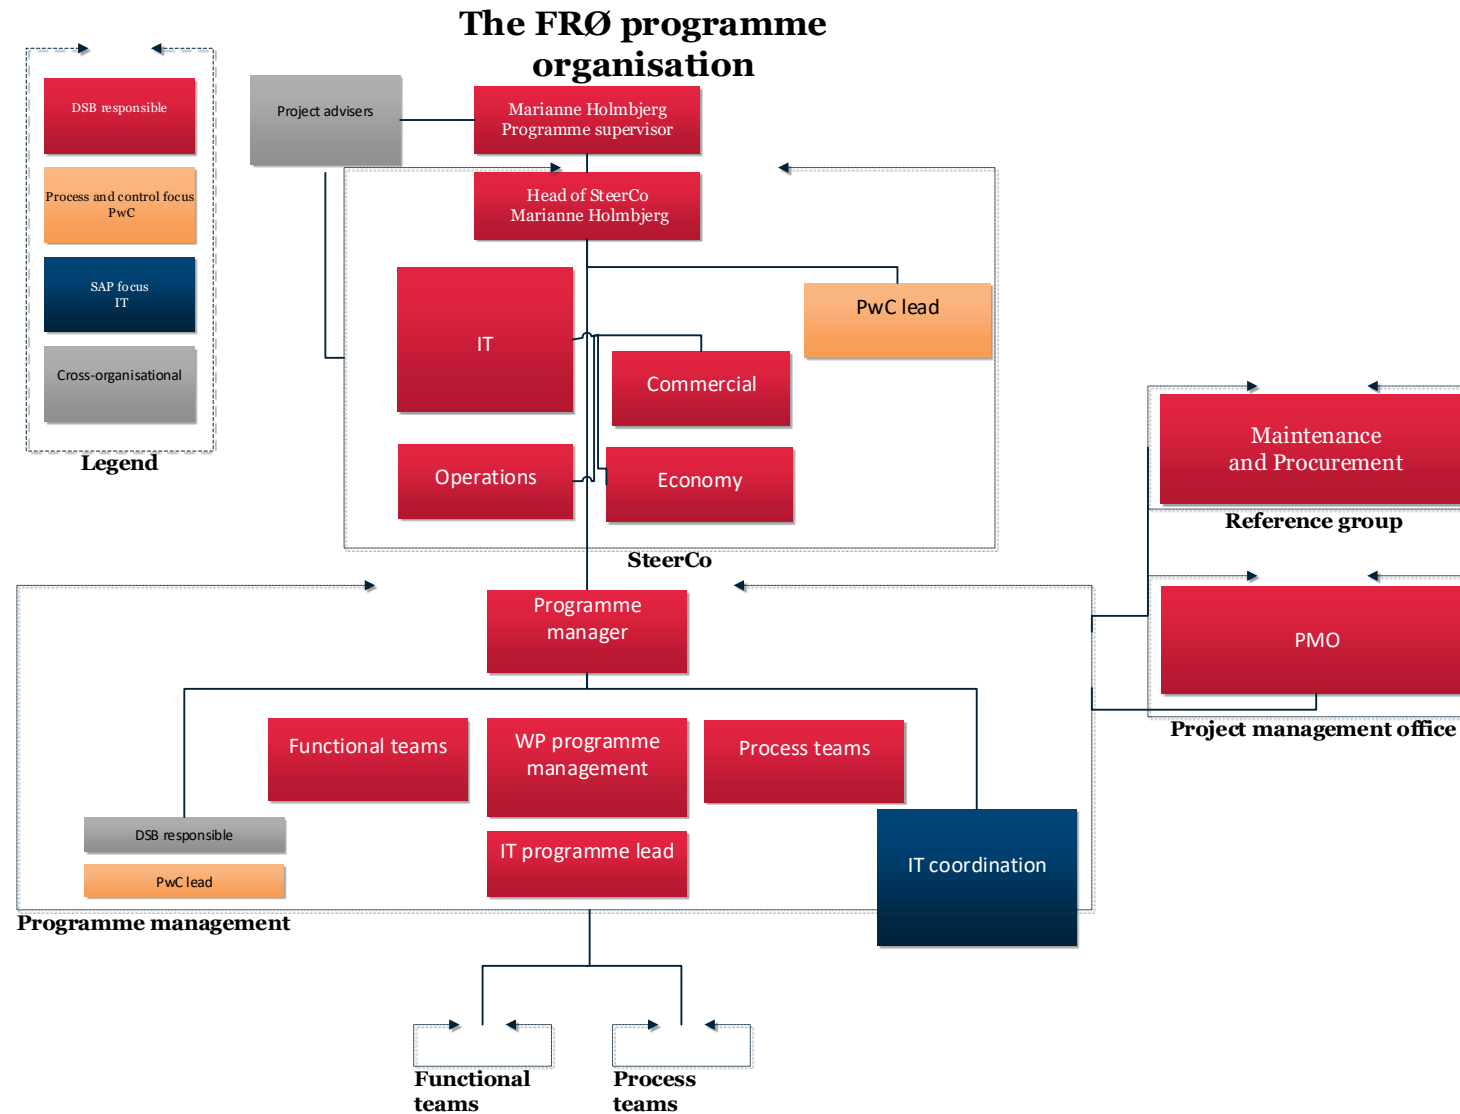 The FRØ programme
organisation
DSB responsible
Process and control focus
PwC
SAP focus
IT
Cross-organisational
Legend
Project advisers
Marianne Holmbjerg
Programme supervisor
Head of SteerCo
Marianne Holmbjerg
IT
PwC lead
Commercial
Operations
Economy
SteerCo
Maintenance
and Procurement
Reference group
PMO
Project management office
Programme
manager
Functional teams
WP programme
management
Process teams
DSB responsible
PwC lead
IT programme lead
IT coordination
Programme management
Functional
teams
Process
teams